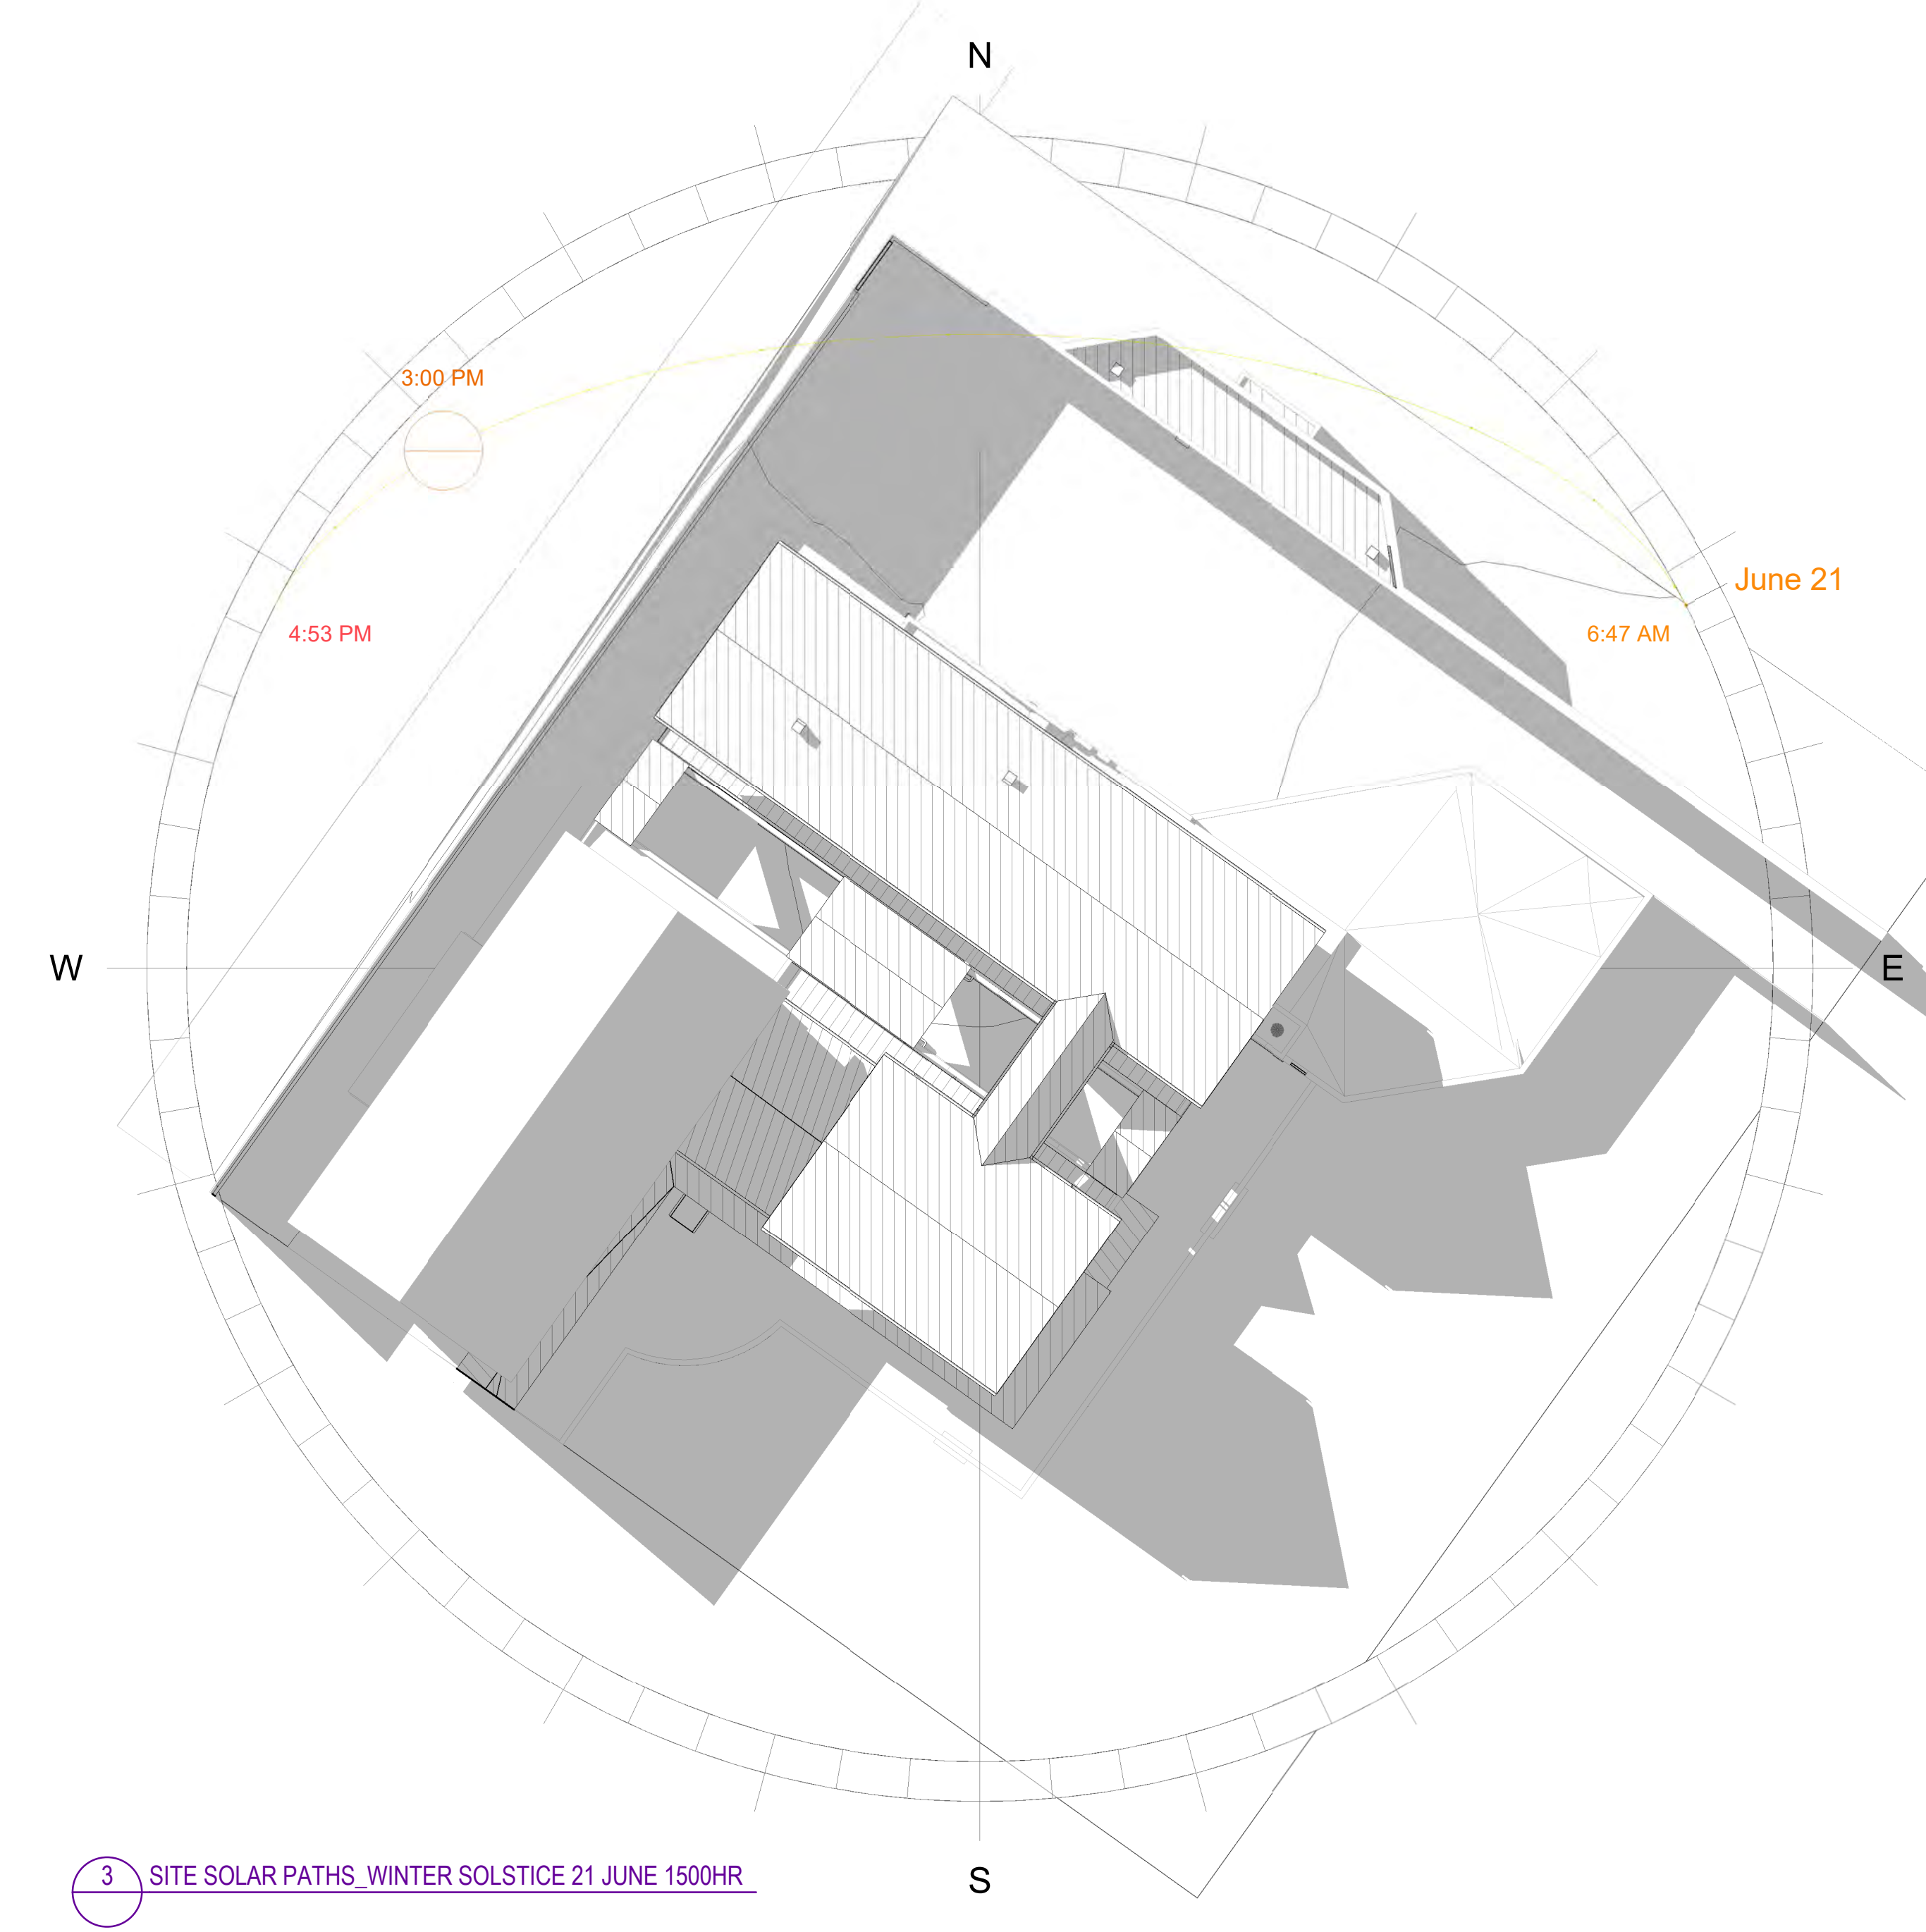 N
3:00 PM
June 21
4:53 PM
6:47 AM
W
E
3 SITE SOLAR PATHS_WINTER SOLSTICE 21 JUNE 1500HR
S